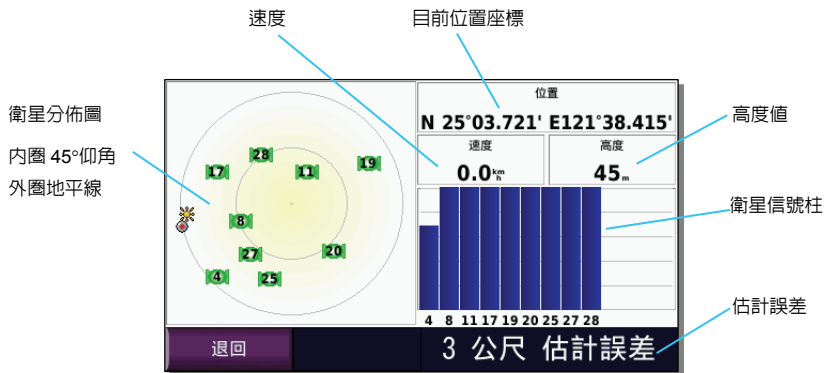 速度
目前位置座標
衛星分佈圖
內圈 45°仰角
外圈地平線
高度值
衛星信號柱
估計誤差
位置
N 25°03.721' E121°38.415'
速度
0.0 km/h
高度
45m
28
17
11
19
8
27
20
4
25
4 8 11 17 19 20 25 27 28
退回
3 公尺 估計誤差